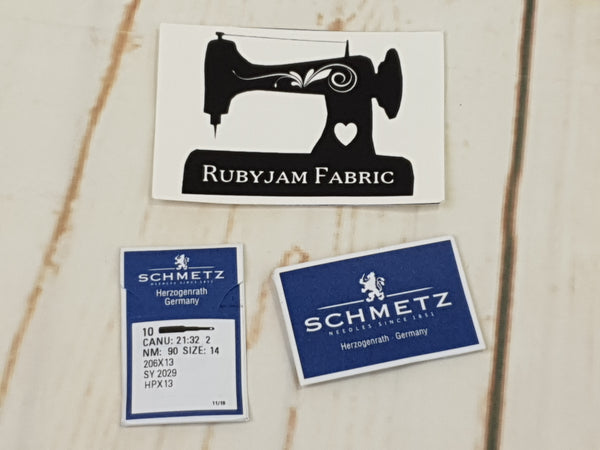 RUBYJAM FABRIC
SCHMETZ
NEEDLES SINCE 1851
Herzogenrath
Germany
10
CANU: 21:32 2
NM: 90 SIZE: 14
206X13
SY 2029
HPX13
11/18
SCHMETZ
NEEDLES SINCE 1851
Herzogenrath · Germany